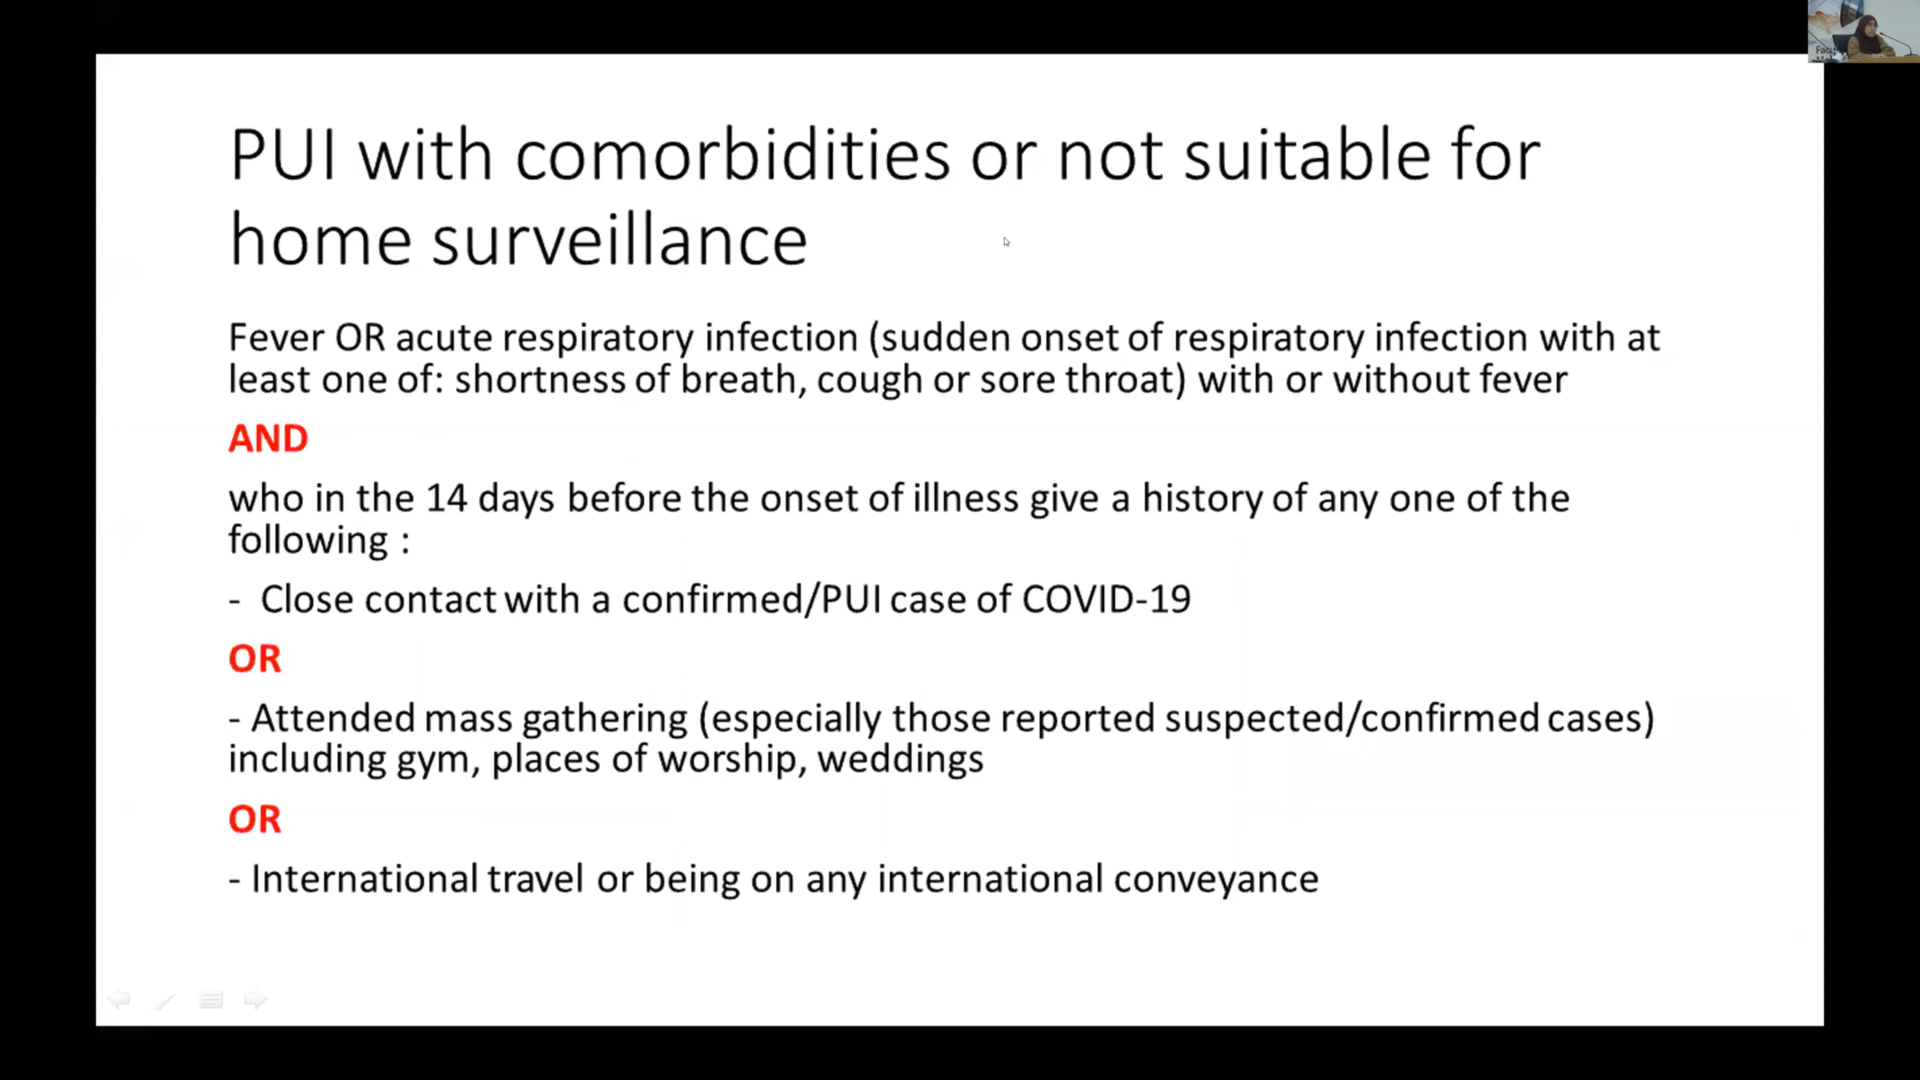 PUI with comorbidities or not suitable for
home surveillance
Fever OR acute respiratory infection (sudden onset of respiratory infection with at
least one of: shortness of breath, cough or sore throat) with or without fever
AND
who in the 14 days before the onset of illness give a history of any one of the
following :
- Close contact with a confirmed/PUI case of COVID-19
OR
- Attended mass gathering (especially those reported suspected/confirmed cases)
including gym, places of worship, weddings
OR
- International travel or being on any international conveyance